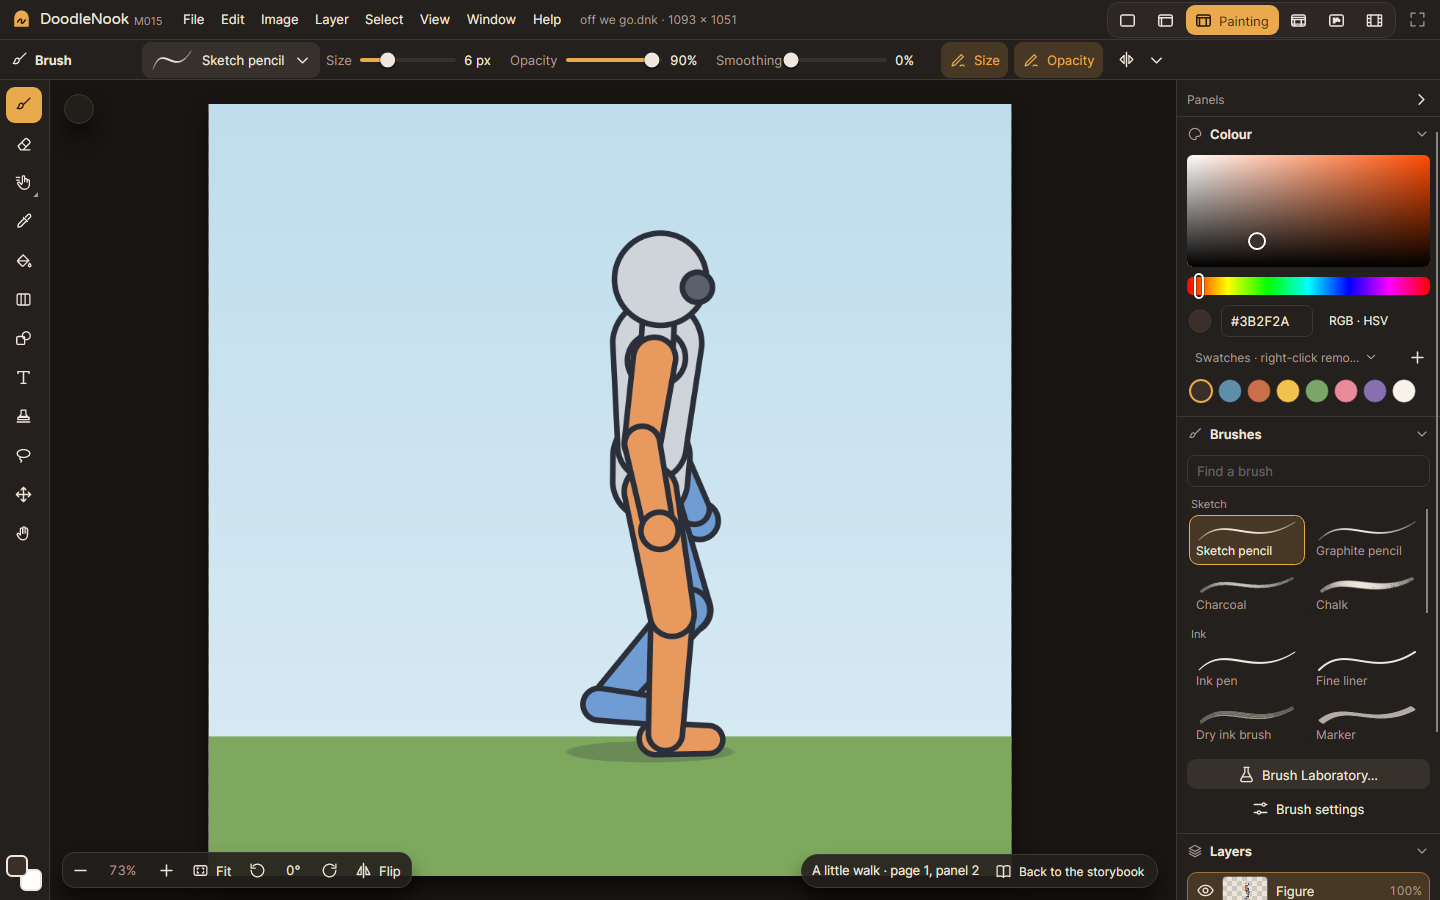 DoodleNook M015 File Edit Image Layer Select View Window Help off we go.dnk · 1093 × 1051 Painting
Brush Sketch pencil Size 6 px Opacity 90% Smoothing 0% Size Opacity
Panels
Colour
#3B2F2A RGB · HSV
Swatches · right-click remo...
Brushes
Find a brush
Sketch
Sketch pencil Graphite pencil
Charcoal Chalk
Ink
Ink pen Fine liner
Dry ink brush Marker
Brush Laboratory...
Brush settings
Layers
Figure 100%
73% Fit 0° Flip
A little walk · page 1, panel 2 Back to the storybook